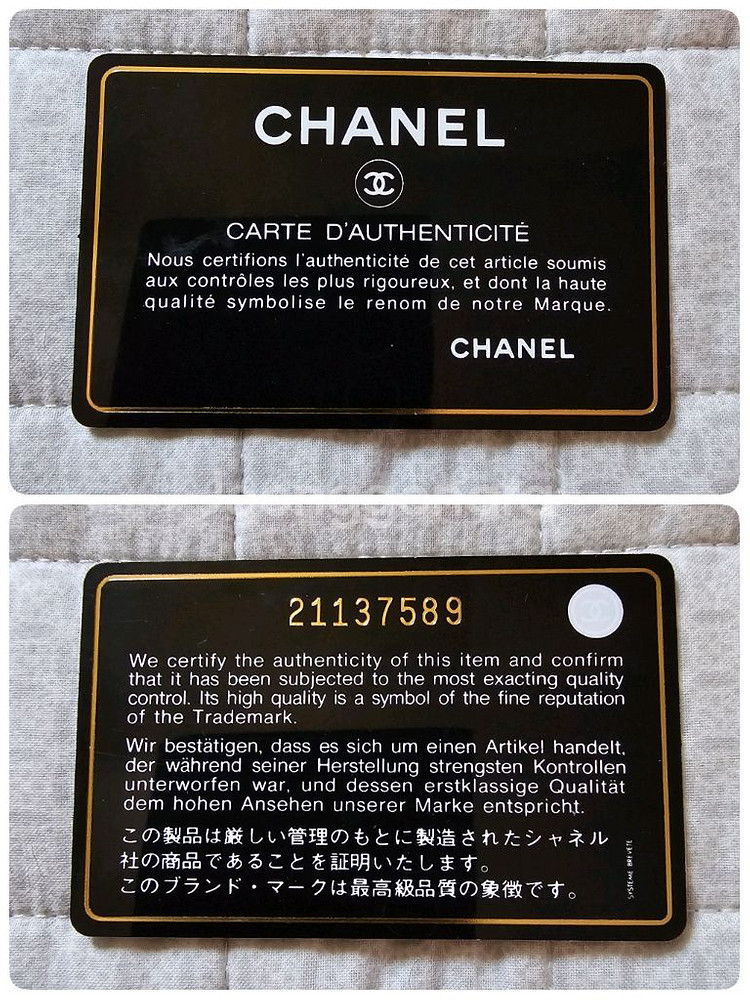 CHANEL
CARTE D'AUTHENTICITÉ
Nous certifions l'authenticité de cet article soumis
aux contrôles les plus rigoureux, et dont la haute
qualité symbolise le renom de notre Marque.
CHANEL
21137589
We certify the authenticity of this item and confirm
that it has been subjected to the most exacting quality
control. Its high quality is a symbol of the fine reputation
of the Trademark.
Wir bestätigen, dass es sich um einen Artikel handelt,
der während seiner Herstellung strengsten Kontrollen
unterworfen war, und dessen erstklassige Qualität
dem hohen Ansehen unserer Marke entspricht.
この製品は厳しい管理のもとに製造されたシャネル
社の商品であることを証明いたします。
このブランド・マークは最高級品質の象徴です。
SYSTEME BREVETE